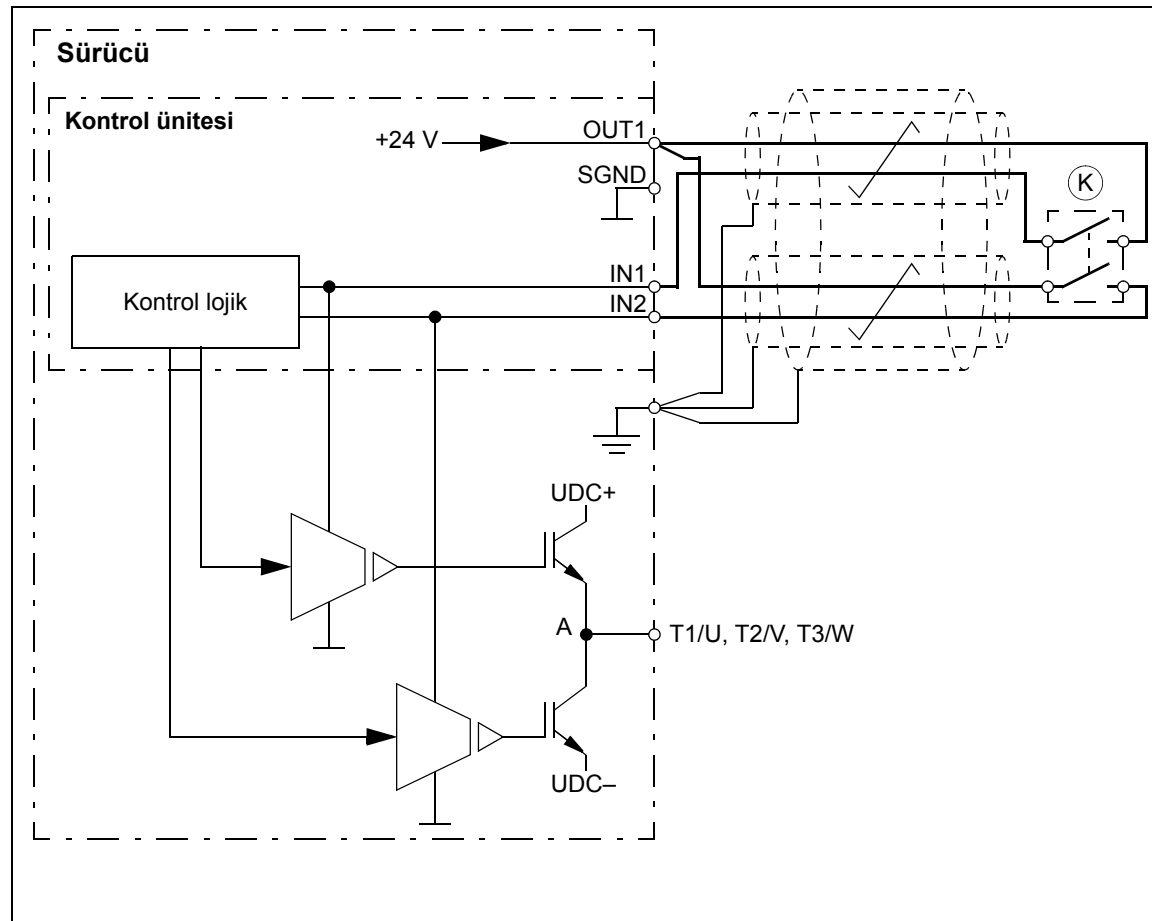 Sürücü
Kontrol ünitesi
+24 V
OUT1
SGND
K
IN1
Kontrol lojik
IN2
UDC+
A
T1/U, T2/V, T3/W
UDC–